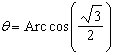 θ = Arc cos(√3/2)